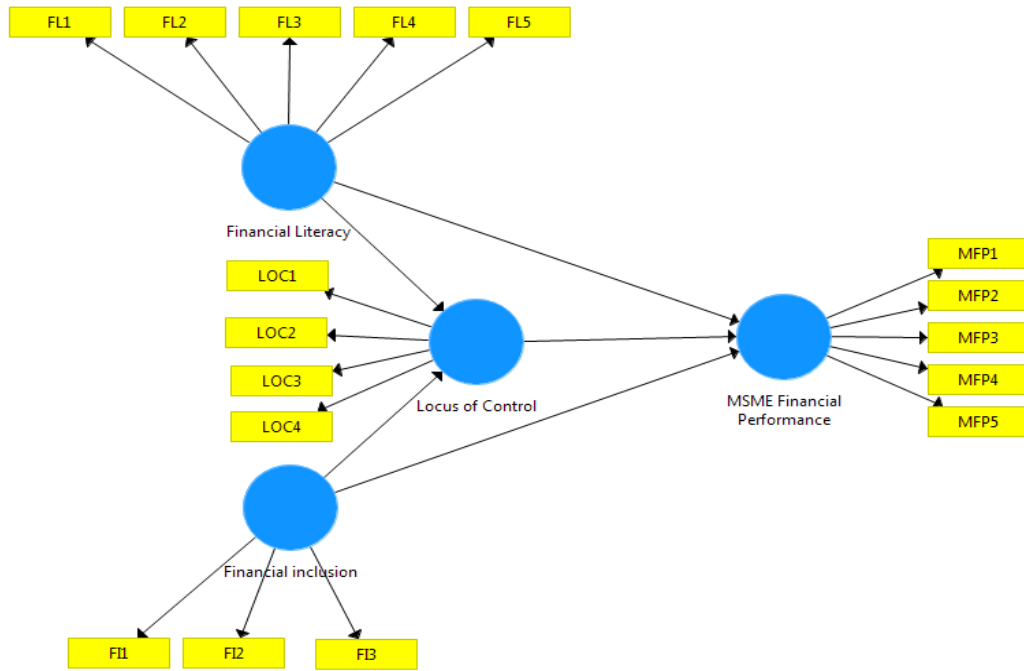 FL1
FL2
FL3
FL4
FL5
Financial Literacy
LOC1
LOC2
LOC3
LOC4
Locus of Control
MSME Financial
Performance
MFP1
MFP2
MFP3
MFP4
MFP5
Financial inclusion
FI1
FI2
FI3